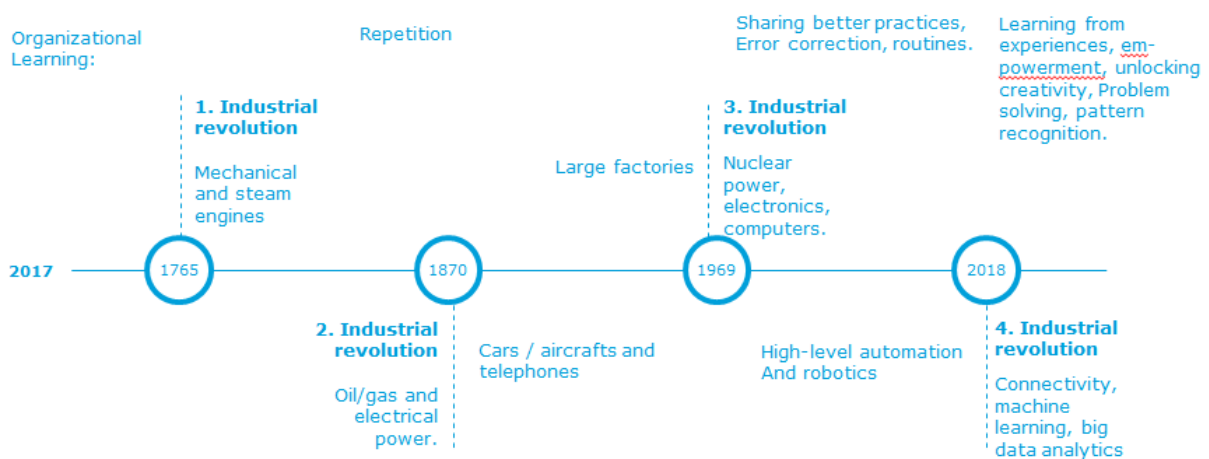 Organizational
Learning:
Repetition
Sharing better practices,
Error correction, routines.
Learning from
experiences, em-
powerment, unlocking
creativity, Problem
solving, pattern
recognition.
1. Industrial
revolution
Mechanical
and steam
engines
Large factories
3. Industrial
revolution
Nuclear
power,
electronics,
computers.
2017
1765
1870
1969
2018
2. Industrial
revolution
Oil/gas and
electrical
power.
Cars / aircrafts and
telephones
High-level automation
And robotics
4. Industrial
revolution
Connectivity,
machine
learning, big
data analytics